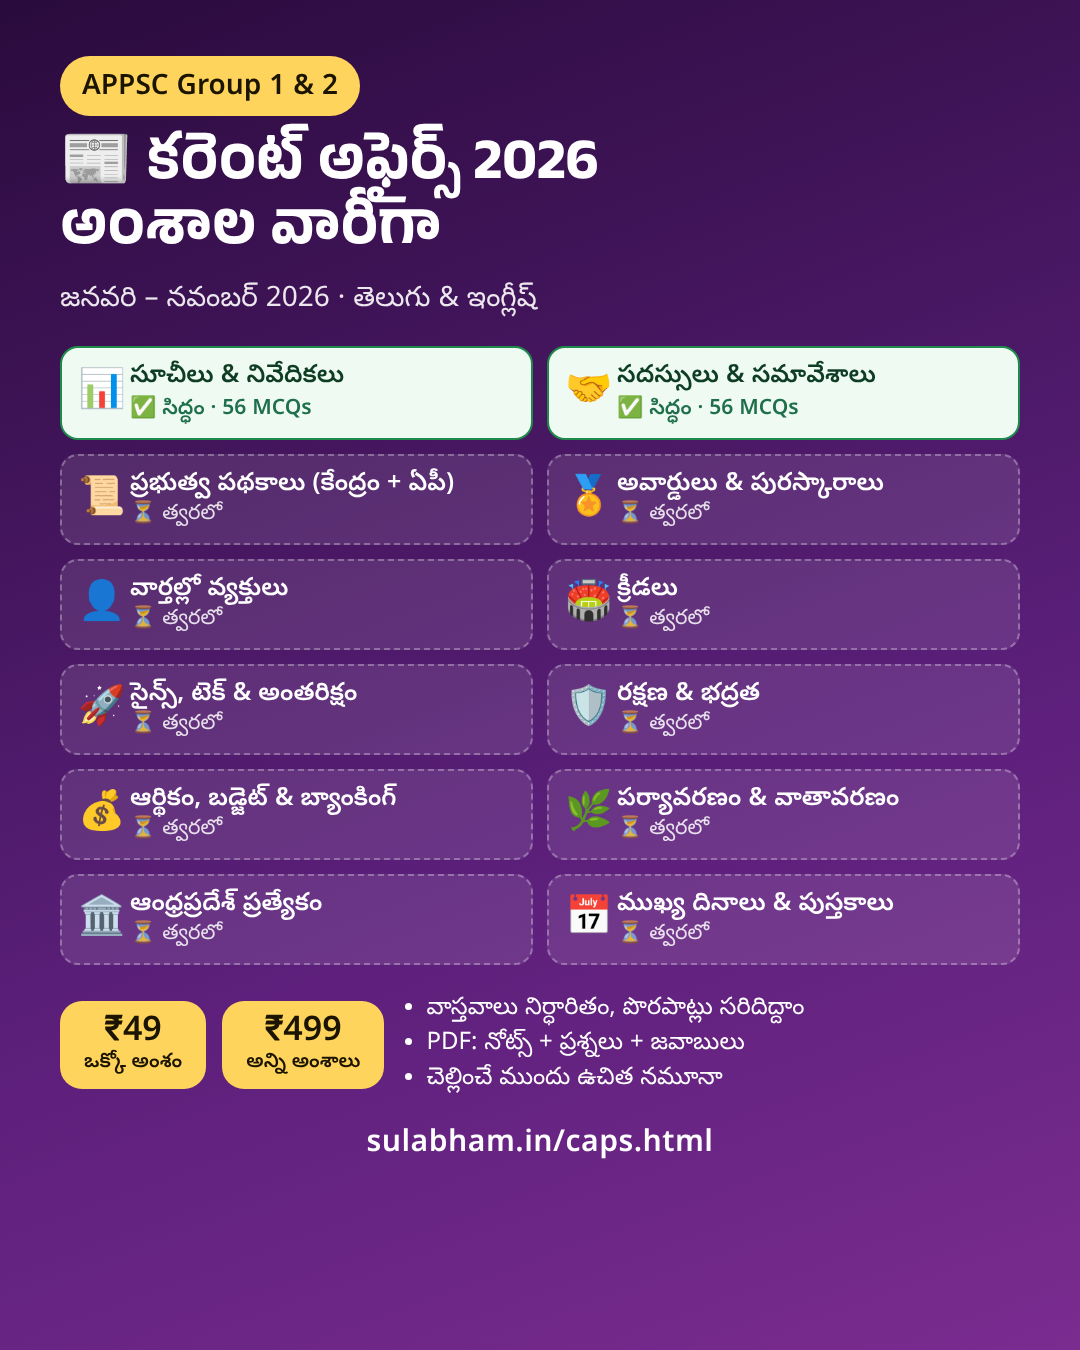 APPSC Group 1 & 2
📰 కరెంట్ అఫైర్స్ 2026
అంశాల వారీగా
జనవరి – నవంబర్ 2026 · తెలుగు & ఇంగ్లీష్
📊 సూచీలు & నివేదికలు
✅ సిద్ధం · 56 MCQs
🤝 సదస్సులు & సమావేశాలు
✅ సిద్ధం · 56 MCQs
📜 ప్రభుత్వ పథకాలు (కేంద్రం + ఏపీ)
⏳ త్వరలో
🏅 అవార్డులు & పురస్కారాలు
⏳ త్వరలో
👤 వార్తల్లో వ్యక్తులు
⏳ త్వరలో
🏟️ క్రీడలు
⏳ త్వరలో
🚀 సైన్స్, టెక్ & అంతరిక్షం
⏳ త్వరలో
🛡️ రక్షణ & భద్రత
⏳ త్వరలో
💰 ఆర్థికం, బడ్జెట్ & బ్యాంకింగ్
⏳ త్వరలో
🌿 పర్యావరణం & వాతావరణం
⏳ త్వరలో
🏛️ ఆంధ్రప్రదేశ్ ప్రత్యేకం
⏳ త్వరలో
📅 ముఖ్య దినాలు & పుస్తకాలు
⏳ త్వరలో
₹49
ఒక్కో అంశం
₹499
అన్ని అంశాలు
• వాస్తవాలు నిర్ధారితం, పొరపాట్లు సరిదిద్దాం
• PDF: నోట్స్ + ప్రశ్నలు + జవాబులు
• చెల్లించే ముందు ఉచిత నమూనా
sulabham.in/caps.html